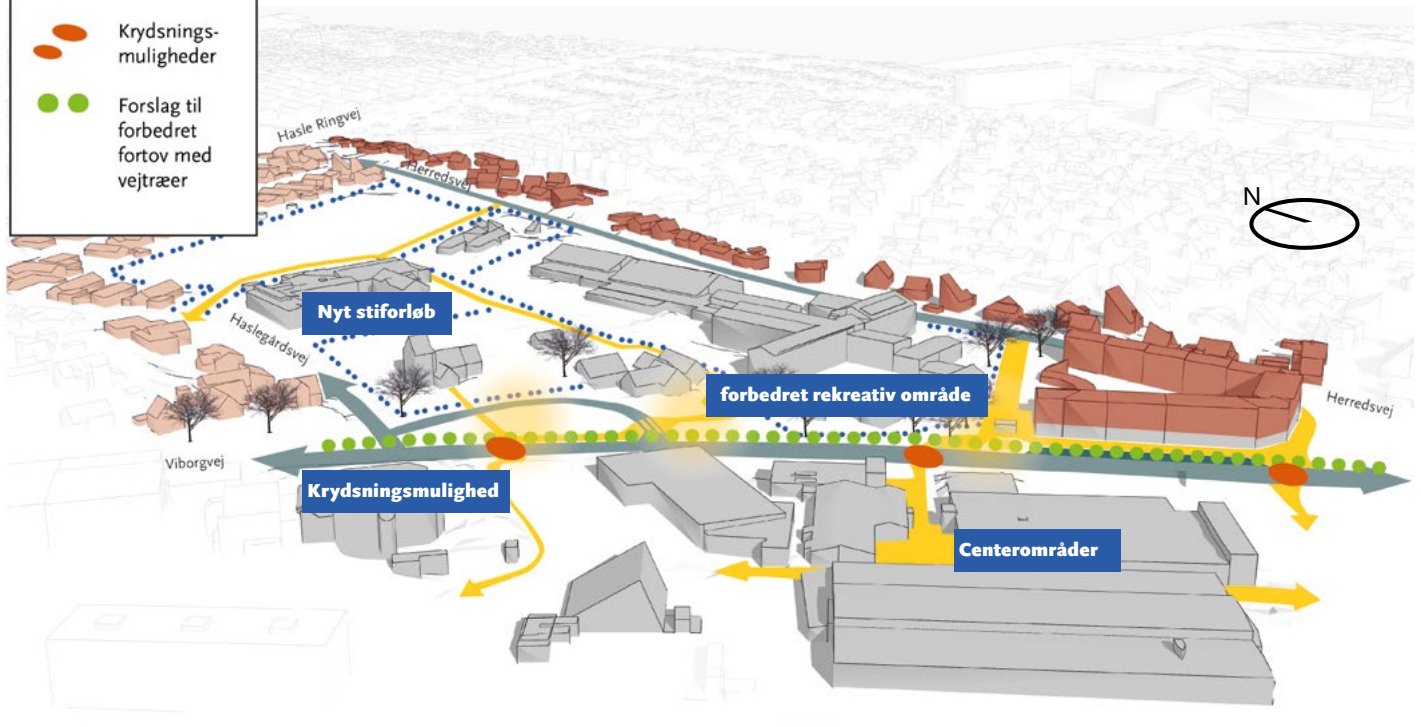 Krydsnings-
muligheder
Forslag til
forbedret
fortov med
vejtræer
Hasle Ringvej
Herredsvej
N
Nyt stiforløb
Haslegårdsvej
forbedret rekreativ område
Herredsvej
Viborgvej
Krydsningsmulighed
Centerområder